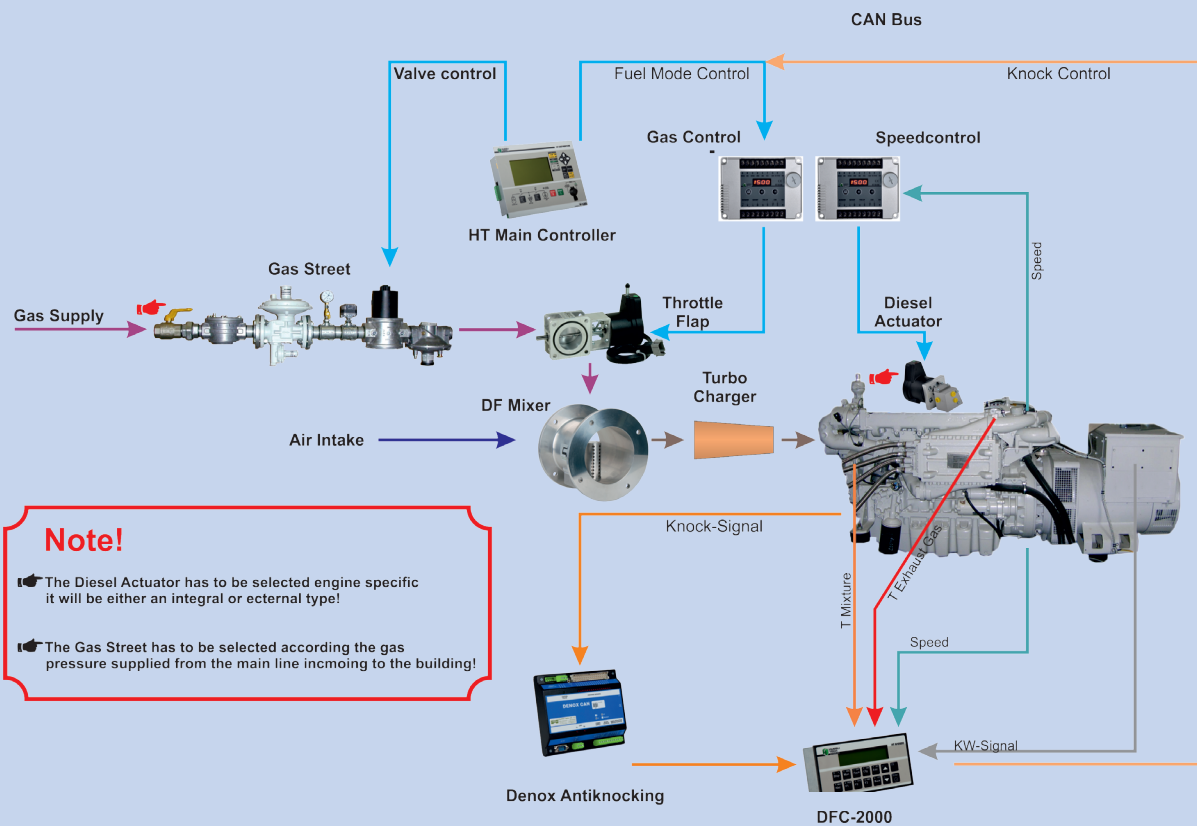 CAN Bus
Valve control
Fuel Mode Control
Knock Control
Gas Control
Speedcontrol
1500
1500
HT Main Controller
Speed
Gas Street
Gas Supply
Throttle
Flap
Diesel
Actuator
Turbo
Charger
DF Mixer
Air Intake
Knock-Signal
T Mixture
T Exhaust Gas
Speed
KW-Signal
Note!
The Diesel Actuator has to be selected engine specific
it will be either an integral or ecternal type!
The Gas Street has to be selected according the gas
pressure supplied from the main line incmoing to the building!
DENOX CAN
Denox Antiknocking
DFC-2000